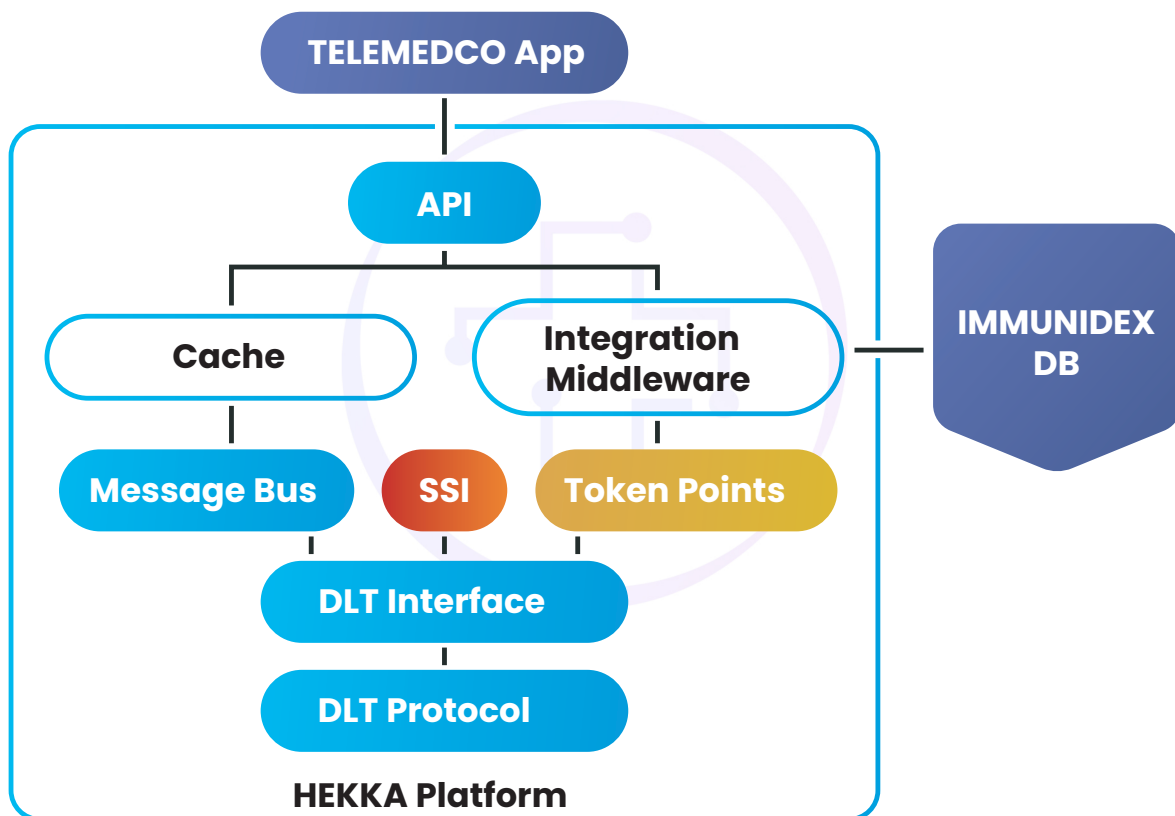 TELEMEDCO App
API
Cache
Integration
Middleware
IMMUNIDEX
DB
Message Bus
SSI
Token Points
DLT Interface
DLT Protocol
HEKKA Platform